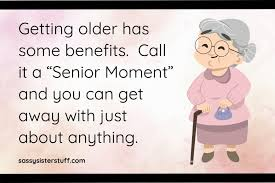 Getting older has
some benefits.  Call
it a “Senior Moment”
and you can get
away with just
about anything.
sassysisterstuff.com